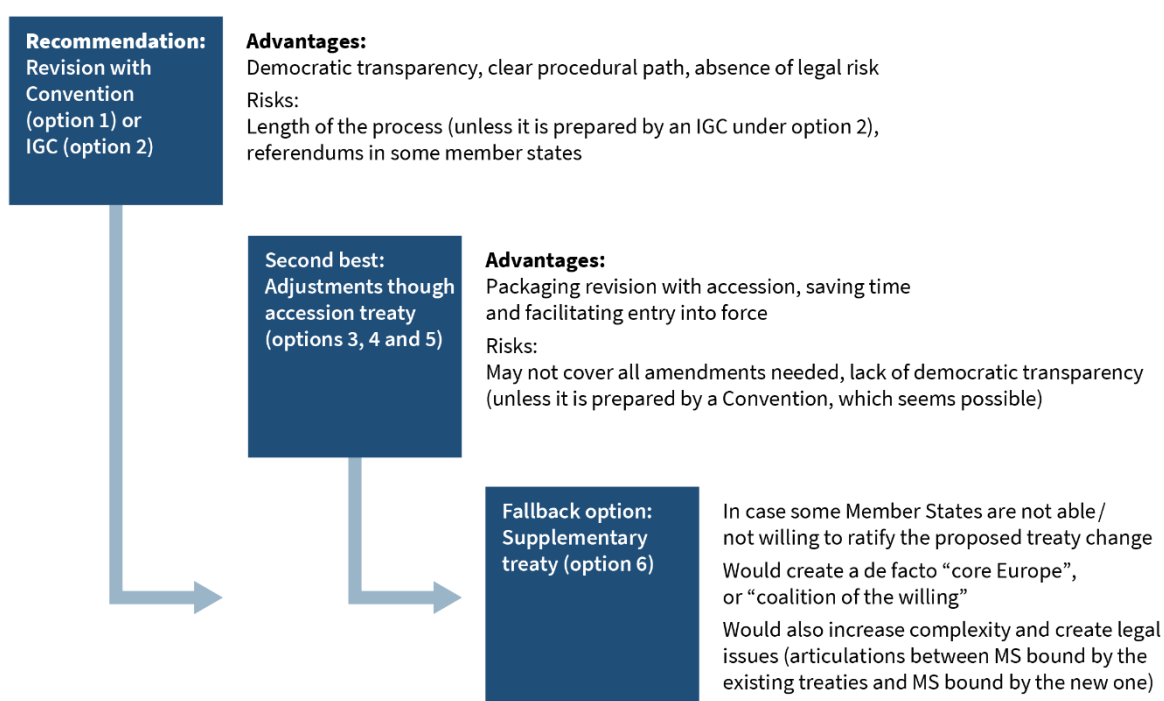 Recommendation:
Revision with
Convention
(option 1) or
IGC (option 2)
Advantages:
Democratic transparency, clear procedural path, absence of legal risk
Risks:
Length of the process (unless it is prepared by an IGC under option 2),
referendums in some member states
Second best:
Adjustments though
accession treaty
(options 3, 4 and 5)
Advantages:
Packaging revision with accession, saving time
and facilitating entry into force
Risks:
May not cover all amendments needed, lack of democratic transparency
(unless it is prepared by a Convention, which seems possible)
Fallback option:
Supplementary
treaty (option 6)
In case some Member States are not able/
not willing to ratify the proposed treaty change
Would create a de facto “core Europe”,
or “coalition of the willing”
Would also increase complexity and create legal
issues (articulations between MS bound by the
existing treaties and MS bound by the new one)